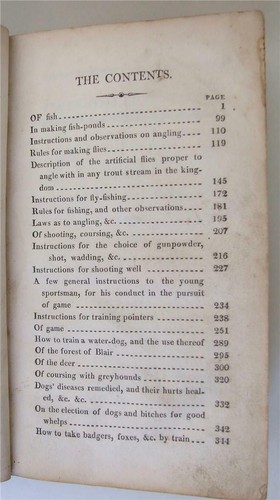 THE CONTENTS.
PAGE
OF fish 1
In making fish-ponds 99
Instructions and observations on angling 110
Rules for making flies 119
Description of the artificial flies proper to
angle with in any trout stream in the king-
dom 145
Instructions for fly-fishing 172
Rules for fishing, and other observations 181
Laws as to angling, &c. 195
Of shooting, coursing, &c. 207
Instructions for the choice of gunpowder,
shot, wadding, &c. 216
Instructions for shooting well 227
A few general instructions to the young
sportsman, for his conduct in the pursuit
of game 234
Instructions for training pointers 238
Of game 251
How to train a water-dog, and the use thereof 289
Of the forest of Blair 295
Of the deer 300
Of coursing with greyhounds 320
Dogs' diseases remedied, and their hurts heal-
ed, &c. &c. 332
On the election of dogs and bitches for good
whelps 342
How to take badgers, foxes, &c. by train 344